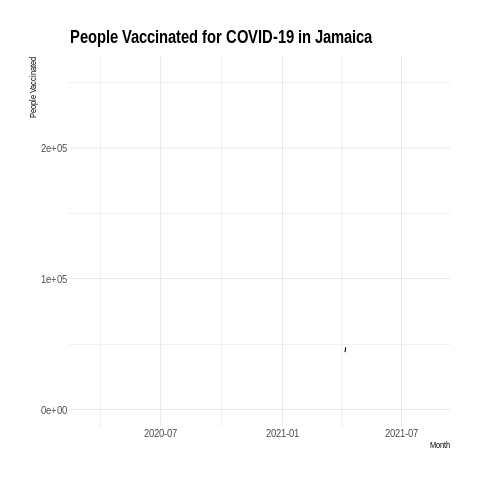 People Vaccinated for COVID-19 in Jamaica
People Vaccinated
2e+05
1e+05
0e+00
2020-07
2021-01
2021-07
Month